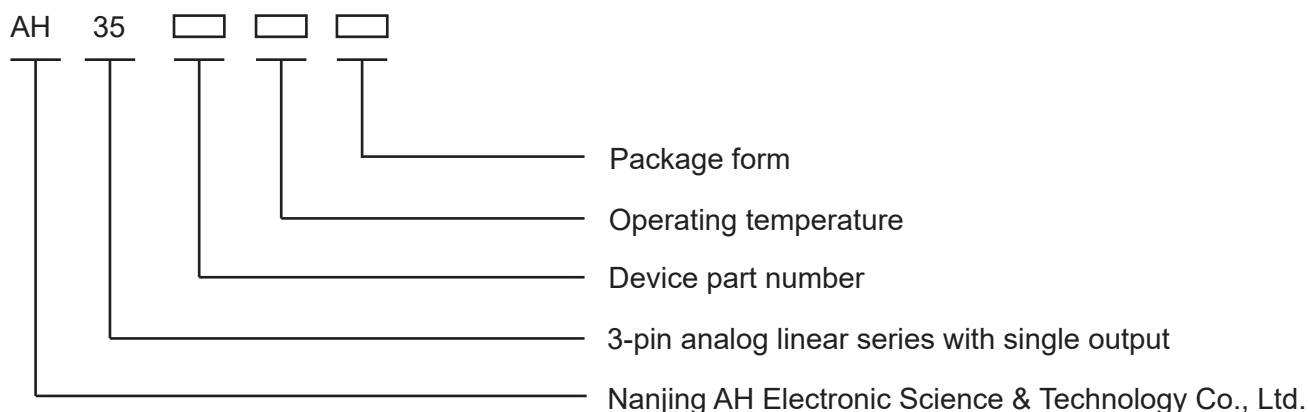 AH 35
Package form
Operating temperature
Device part number
3-pin analog linear series with single output
Nanjing AH Electronic Science & Technology Co., Ltd.